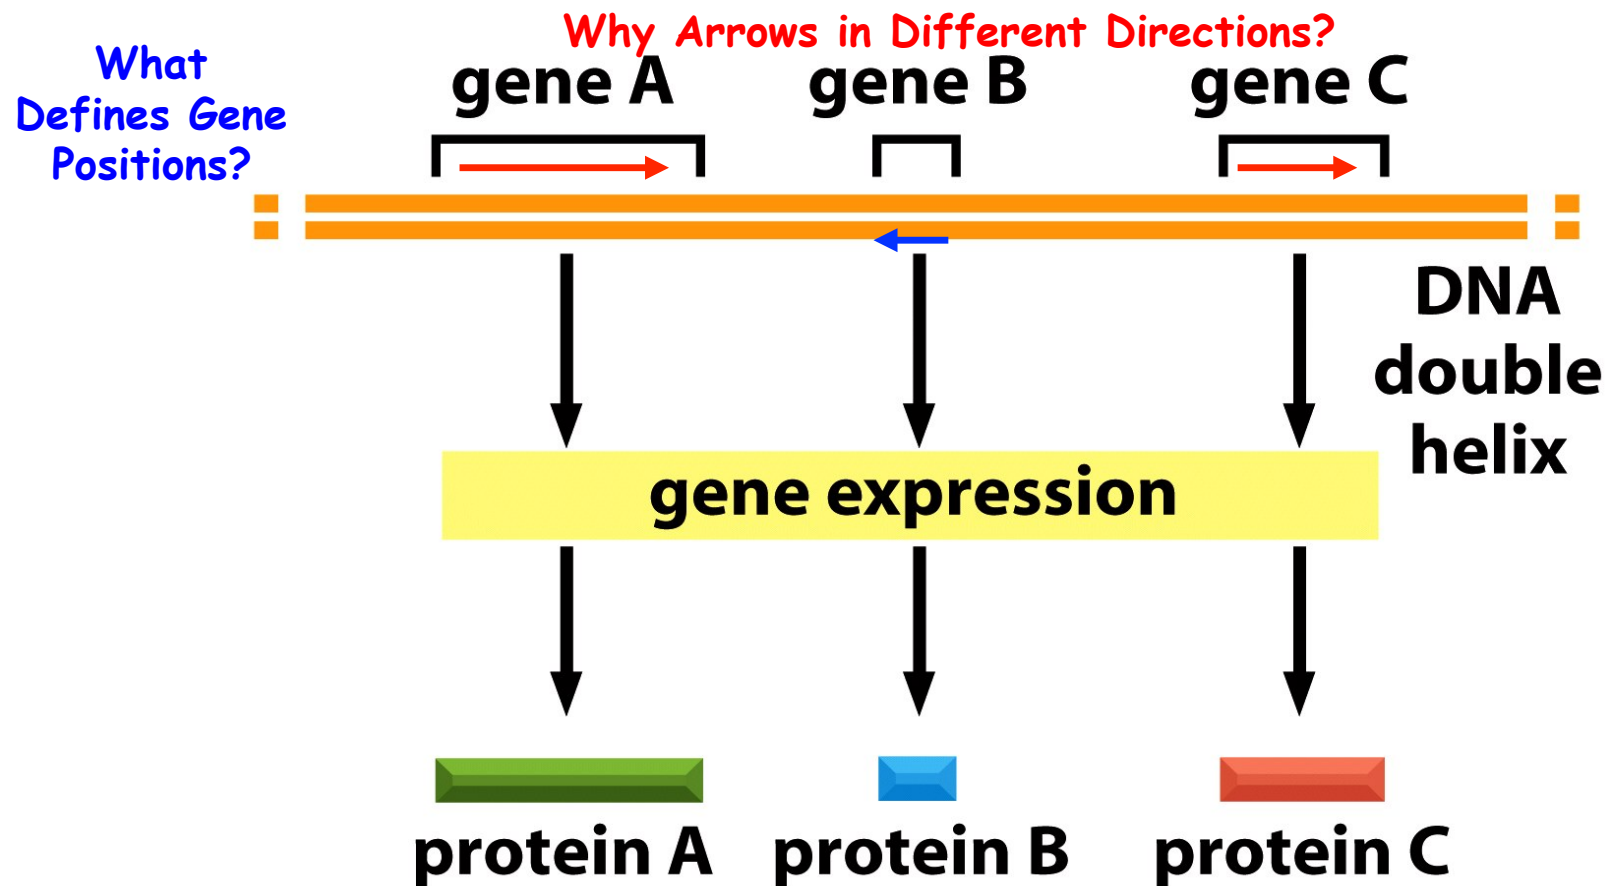 Why Arrows in Different Directions?
What
Defines Gene
Positions?
gene A
gene B
gene C
DNA
double
helix
gene expression
protein A
protein B
protein C